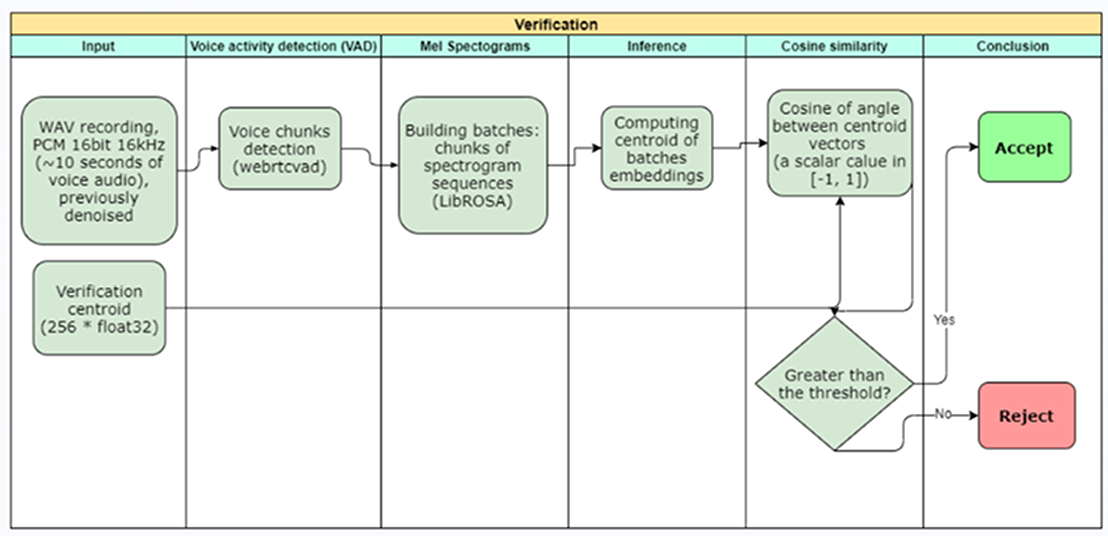 Verification
Input
Voice activity detection (VAD)
Mel Spectrograms
Inference
Cosine similarity
Conclusion
WAV recording,
PCM 16bit 16kHz
(~10 seconds of
voice audio),
previously
denoised
Voice chunks
detection
(webrtcvad)
Building batches:
chunks of
spectrogram
sequences
(LibROSA)
Computing
centroid of
batches
embeddings
Cosine of angle
between centroid
vectors
(a scalar calue in
[-1, 1])
Accept
Verification
centroid
(256 * float32)
Yes
Greater than
the threshold?
No
Reject